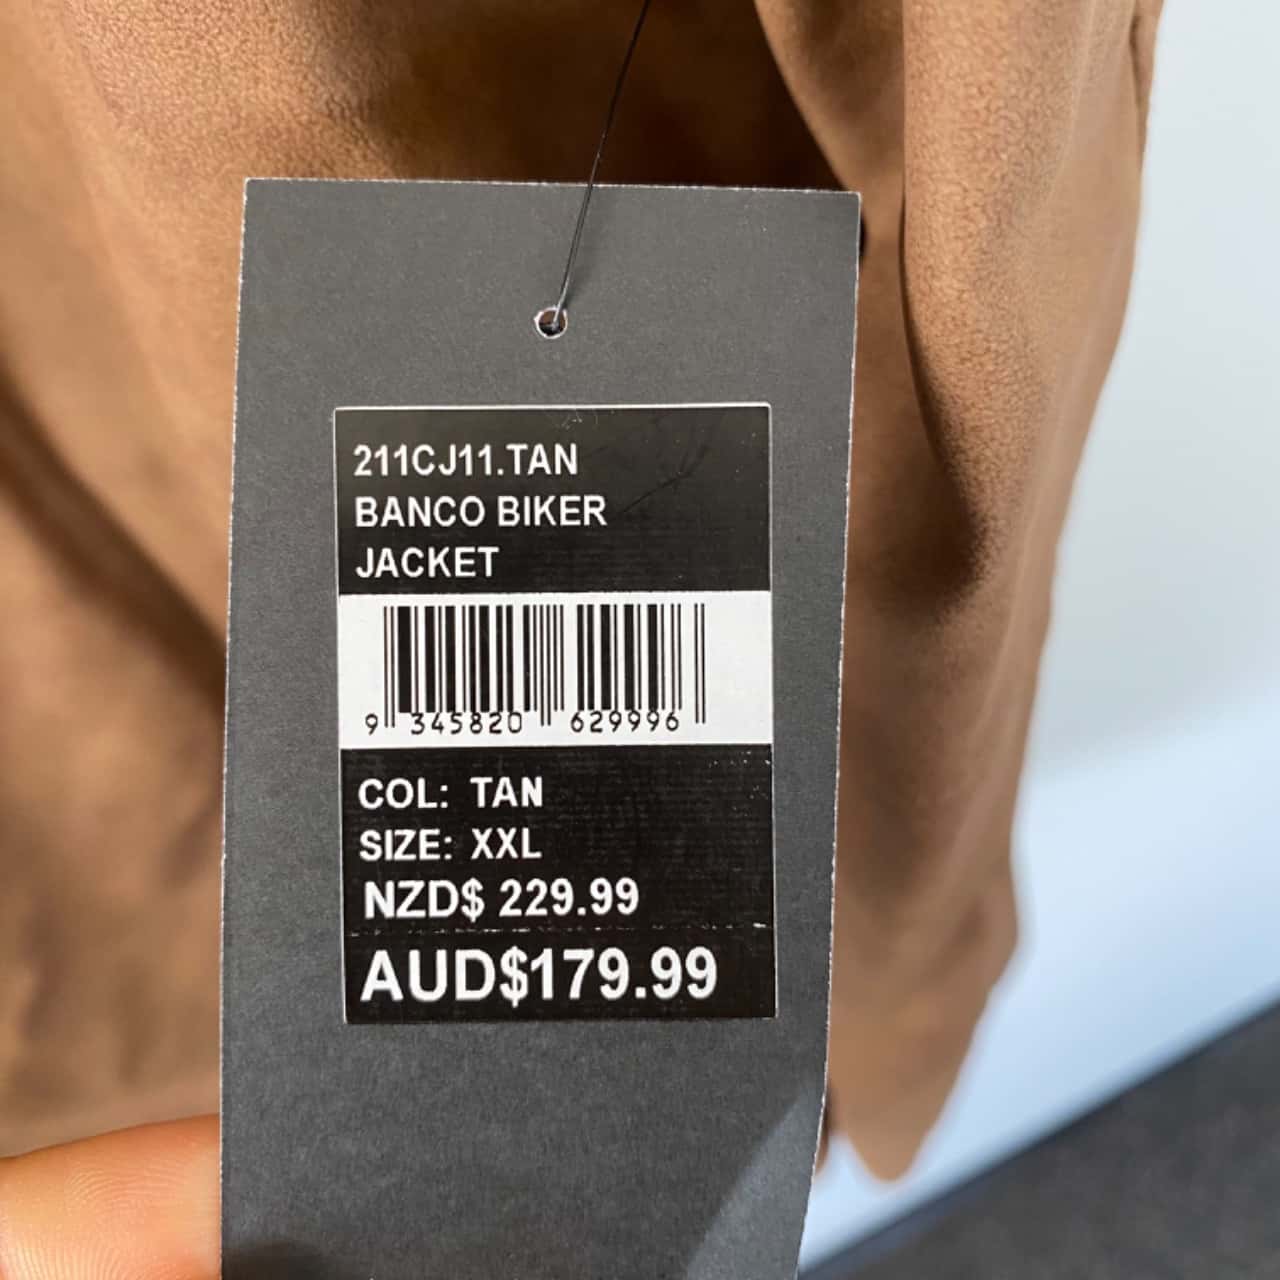 211CJ11.TAN
BANCO BIKER
JACKET
9 345820 629996
COL: TAN
SIZE: XXL
NZD$ 229.99
AUD$179.99